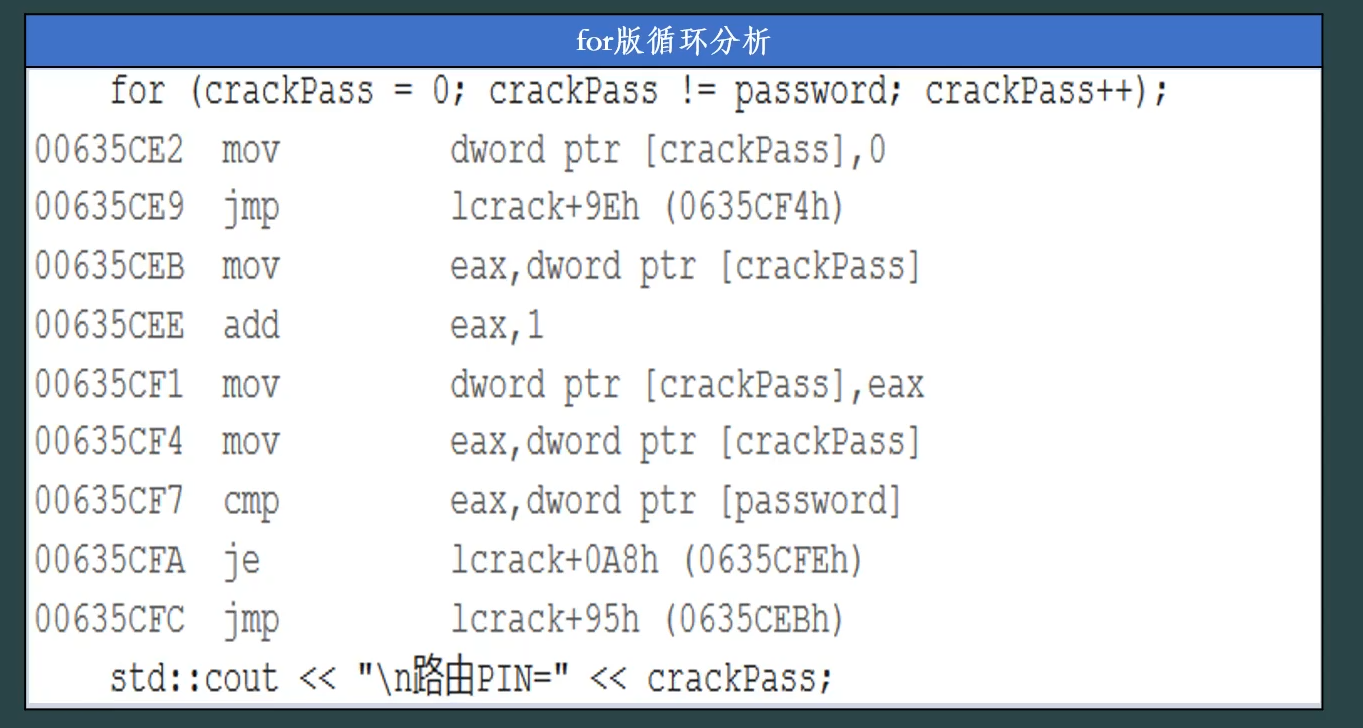 for版循环分析
for (crackPass = 0; crackPass != password; crackPass++);
00635CE2 mov dword ptr [crackPass],0
00635CE9 jmp lcrack+9Eh (0635CF4h)
00635CEB mov eax,dword ptr [crackPass]
00635CEE add eax,1
00635CF1 mov dword ptr [crackPass],eax
00635CF4 mov eax,dword ptr [crackPass]
00635CF7 cmp eax,dword ptr [password]
00635CFA je lcrack+0A8h (0635CFEh)
00635CFC jmp lcrack+95h (0635CEBh)
std::cout << "\n路由PIN=" << crackPass;